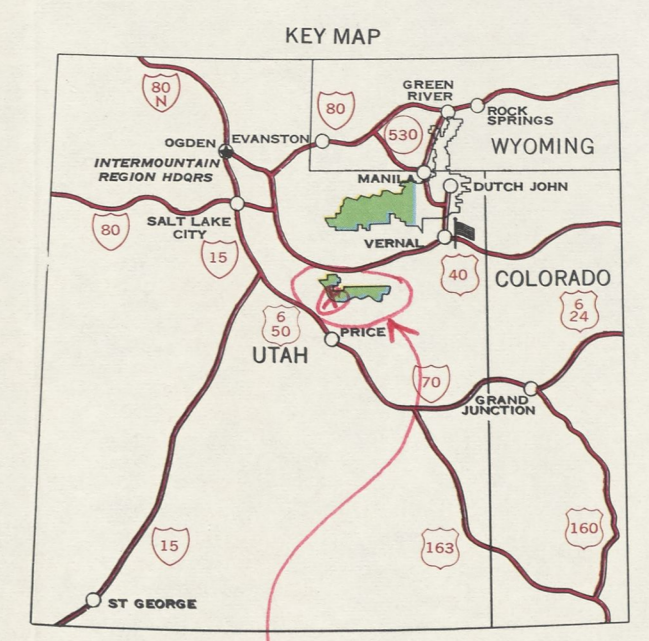 KEY MAP
80
N
80
GREEN
RIVER
ROCK
SPRINGS
530
OGDEN
EVANSTON
WYOMING
INTERMOUNTAIN
REGION HDQRS
MANILA
DUTCH JOHN
80
SALT LAKE
CITY
15
VERNAL
40
COLORADO
6
24
6
50
PRICE
UTAH
70
GRAND
JUNCTION
15
163
160
ST GEORGE